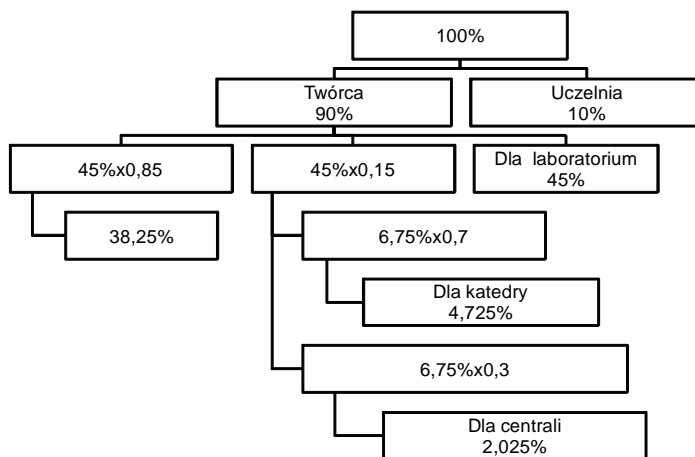 100%
Twórca
90%
Uczelnia
10%
45%x0,85
45%x0,15
Dla laboratorium
45%
38,25%
6,75%x0,7
Dla katedry
4,725%
6,75%x0,3
Dla centrali
2,025%